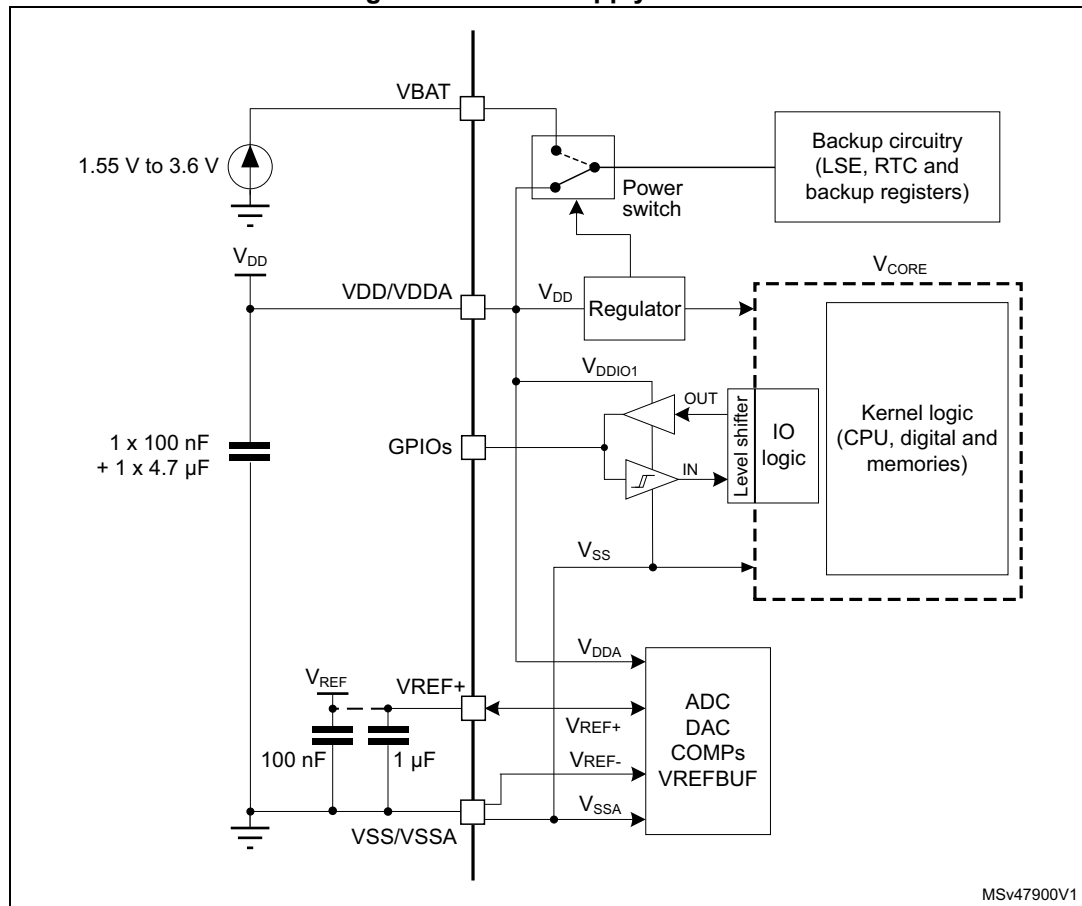 VBAT
1.55 V to 3.6 V
Power
switch
Backup circuitry
(LSE, RTC and
backup registers)
VDD
VDD/VDDA
VDD
Regulator
VCORE
VDDIO1
OUT
GPIOs
IN
Level shifter
IO
logic
Kernel logic
(CPU, digital and
memories)
1 x 100 nF
+ 1 x 4.7 µF
VSS
VDDA
VREF
VREF+
VREF+
ADC
DAC
COMPs
VREFBUF
100 nF
1 µF
VREF-
VSSA
VSS/VSSA
MSv47900V1